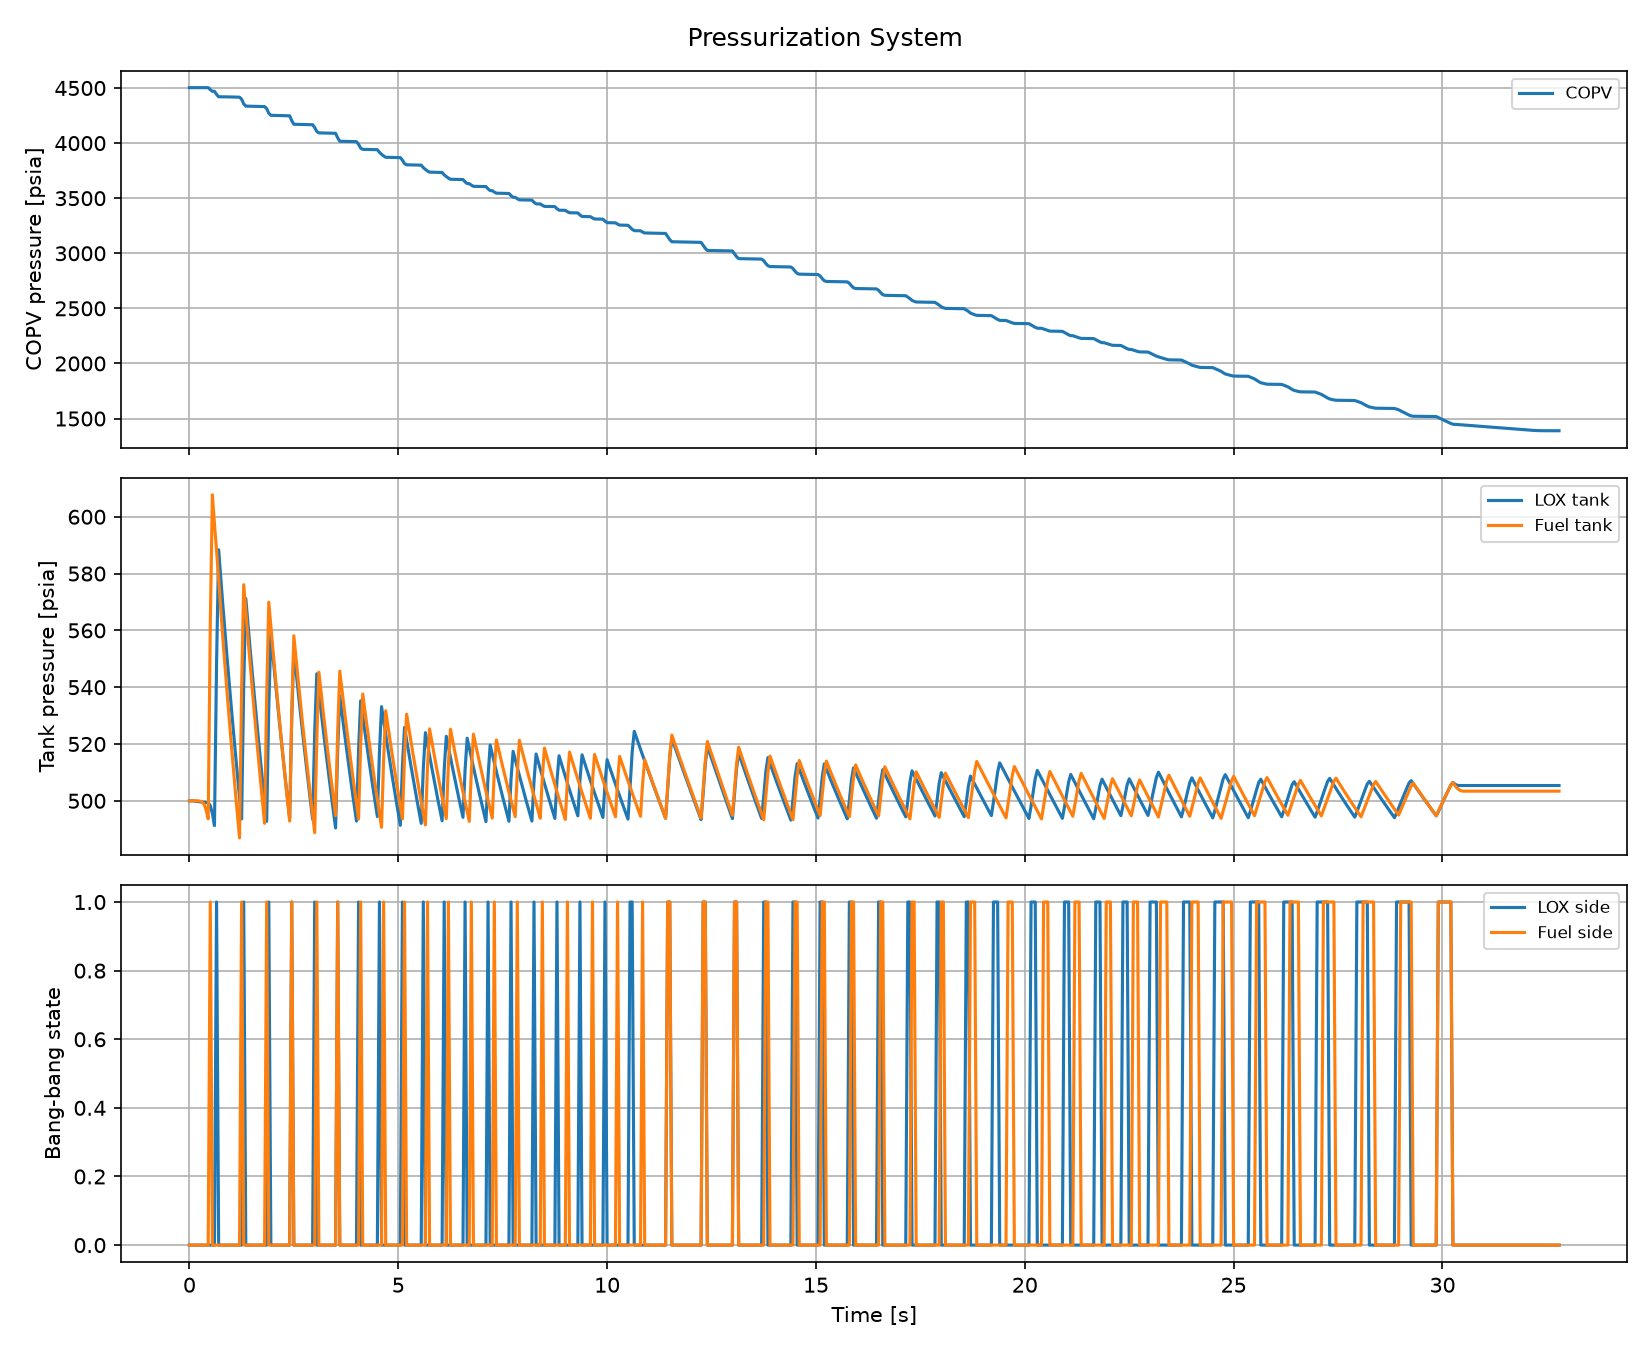 Pressurization System
4500
4000
3500
3000
2500
2000
1500
COPV pressure [psia]
COPV
600
580
560
540
520
500
Tank pressure [psia]
LOX tank
Fuel tank
1.0
0.8
0.6
0.4
0.2
0.0
Bang-bang state
LOX side
Fuel side
0 5 10 15 20 25 30
Time [s]